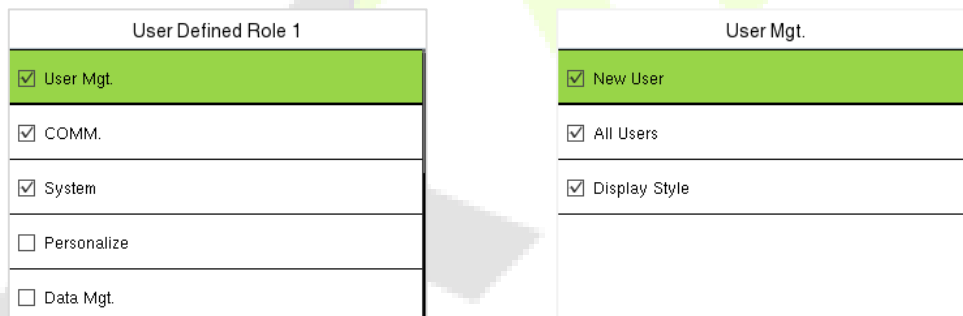 User Defined Role 1
User Mgt.
COMM.
System
Personalize
Data Mgt.
User Mgt.
New User
All Users
Display Style